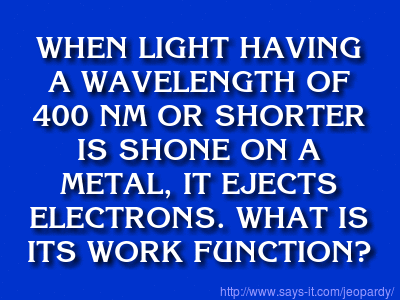 WHEN LIGHT HAVING
A WAVELENGTH OF
400 NM OR SHORTER
IS SHONE ON A
METAL, IT EJECTS
ELECTRONS. WHAT IS
ITS WORK FUNCTION?
http://www.says-it.com/jeopardy/